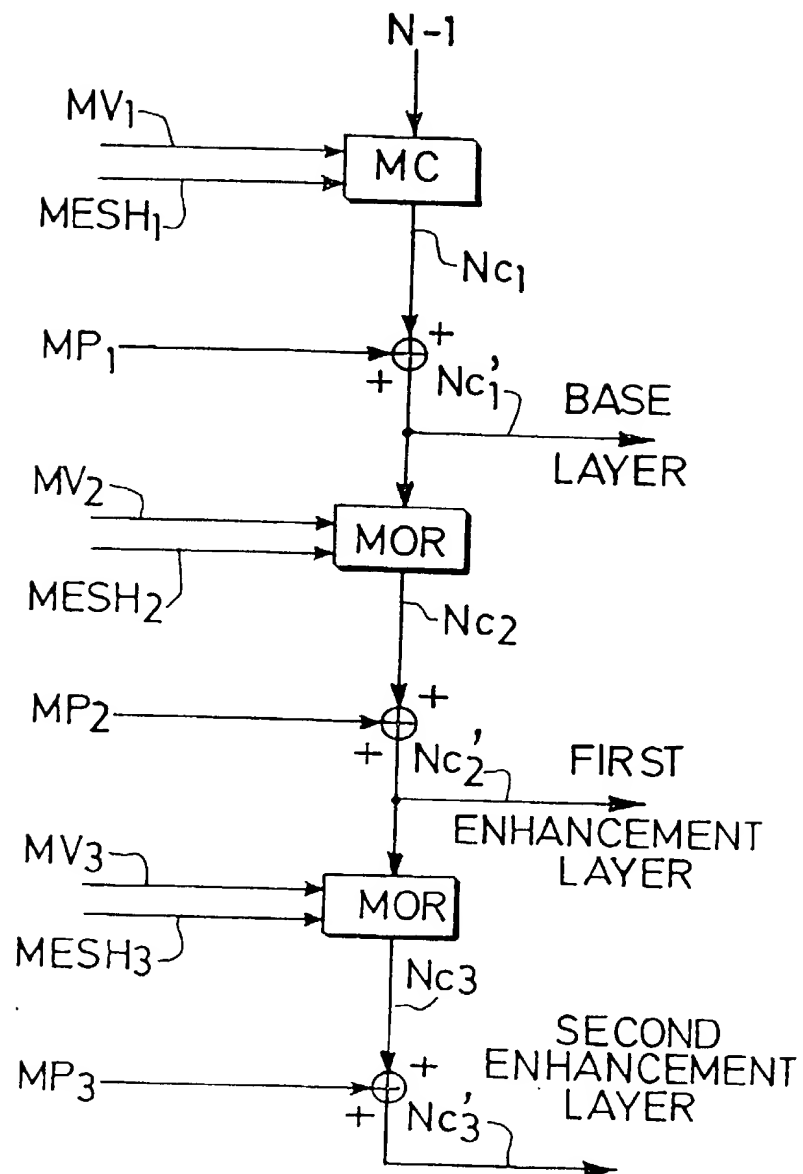 N-1
MV₁
MC
MESH₁
Nc₁
MP₁
+
+
Nc₁'
BASE
LAYER
MV₂
MOR
MESH₂
Nc₂
MP₂
+
+
Nc₂'
FIRST
ENHANCEMENT
LAYER
MV₃
MOR
MESH₃
Nc₃
SECOND
ENHANCEMENT
LAYER
MP₃
+
+
Nc₃'